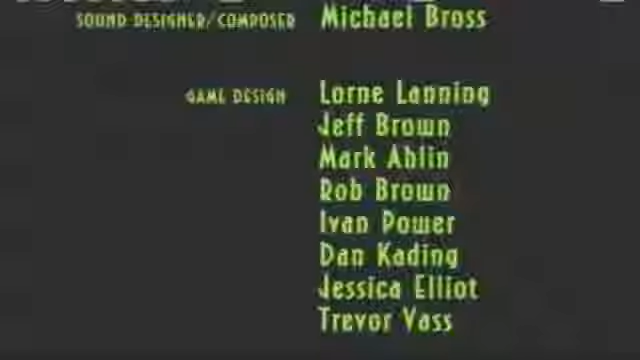 SOUND DESIGNER/COMPOSER Michael Bross
GAME DESIGN Lorne Lanning
Jeff Brown
Mark Ahlin
Rob Brown
Ivan Power
Dan Kading
Jessica Elliot
Trevor Vass